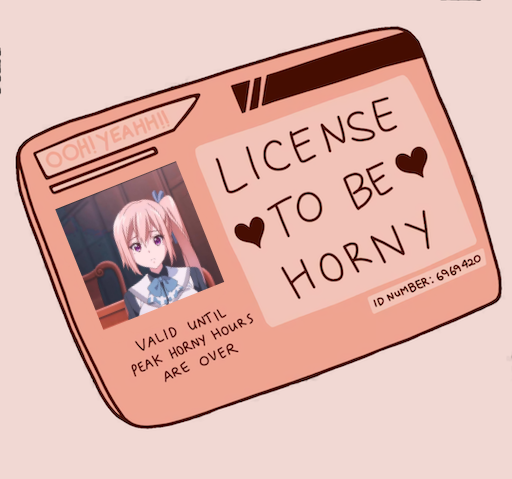 OOH! YEAHH!!
LICENSE
TO BE
HORNY
ID NUMBER: 6969420
VALID UNTIL
PEAK HORNY HOURS
ARE OVER